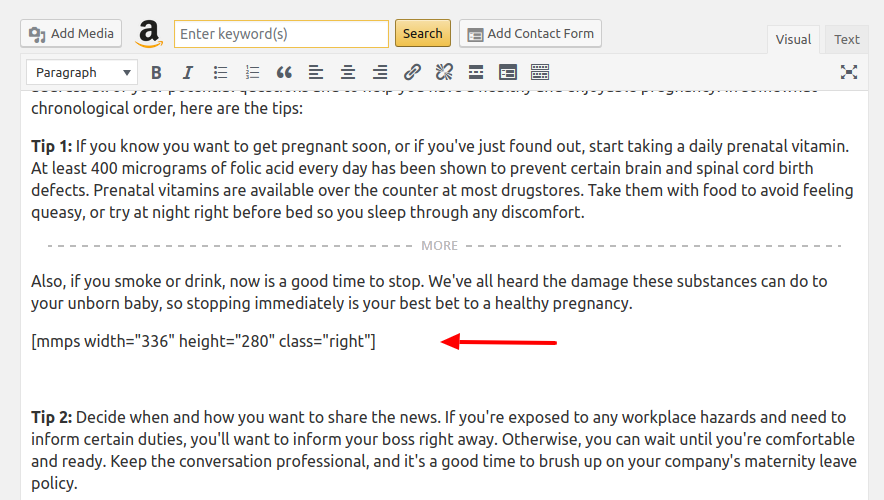 Add Media
a
Enter keyword(s)
Search
Add Contact Form
Visual
Text
Paragraph
B
I
chronological order, here are the tips:
Tip 1: If you know you want to get pregnant soon, or if you've just found out, start taking a daily prenatal vitamin.
At least 400 micrograms of folic acid every day has been shown to prevent certain brain and spinal cord birth
defects. Prenatal vitamins are available over the counter at most drugstores. Take them with food to avoid feeling
queasy, or try at night right before bed so you sleep through any discomfort.
MORE
Also, if you smoke or drink, now is a good time to stop. We've all heard the damage these substances can do to
your unborn baby, so stopping immediately is your best bet to a healthy pregnancy.
[mmps width="336" height="280" class="right"]
Tip 2: Decide when and how you want to share the news. If you're exposed to any workplace hazards and need to
inform certain duties, you'll want to inform your boss right away. Otherwise, you can wait until you're comfortable
and ready. Keep the conversation professional, and it's a good time to brush up on your company's maternity leave
policy.